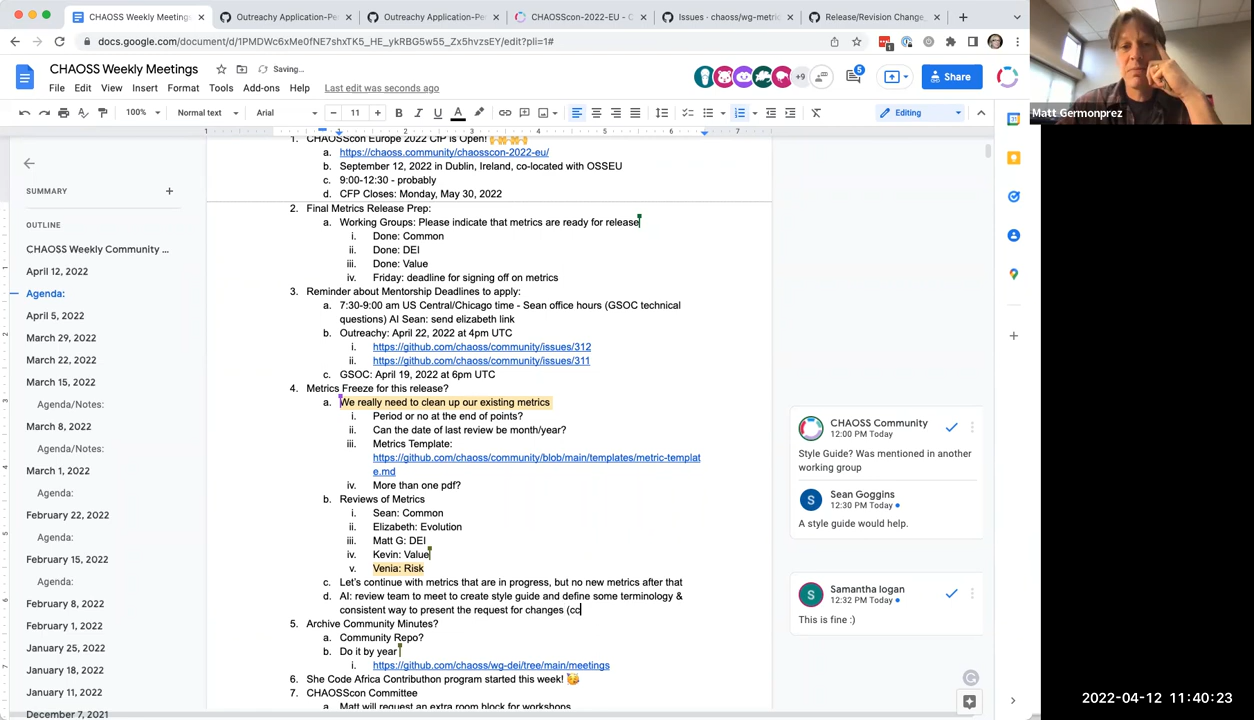 CHAOSS Weekly Meetings
Outreachy Application-Pe
Outreachy Application-Pe
CHAOSScon-2022-EU - C
Issues · chaoss/wg-metric
Release/Revision Change
docs.google.com/document/d/1PMDWc6xMe0fNE7shxTK5_HE_ykRBG5w55_Zx5hvzsEY/edit?pli=1#
CHAOSS Weekly Meetings
Saving...
File Edit View Insert Format Tools Add-ons Help Last edit was seconds ago
+9
5
Share
100%
Normal text
Arial
11
Editing
Matt Germonprez
1 1 2 3 4 5 6 7
SUMMARY
OUTLINE
CHAOSS Weekly Community ...
April 12, 2022
Agenda:
April 5, 2022
March 29, 2022
March 22, 2022
March 15, 2022
Agenda/Notes:
March 8, 2022
Agenda/Notes:
March 1, 2022
Agenda:
February 22, 2022
Agenda:
February 15, 2022
Agenda:
February 8, 2022
February 1, 2022
January 25, 2022
January 18, 2022
January 11, 2022
December 7, 2021
1. CHAOSScon Europe 2022 CfP is Open! 🙌🙌
a. https://chaoss.community/chaosscon-2022-eu/
b. September 12, 2022 in Dublin, Ireland, co-located with OSSEU
c. 9:00-12:30 - probably
d. CFP Closes: Monday, May 30, 2022
2. Final Metrics Release Prep:
a. Working Groups: Please indicate that metrics are ready for release
i. Done: Common
ii. Done: DEI
iii. Done: Value
iv. Friday: deadline for signing off on metrics
3. Reminder about Mentorship Deadlines to apply:
a. 7:30-9:00 am US Central/Chicago time - Sean office hours (GSOC technical
questions) AI Sean: send elizabeth link
b. Outreachy: April 22, 2022 at 4pm UTC
i. https://github.com/chaoss/community/issues/312
ii. https://github.com/chaoss/community/issues/311
c. GSOC: April 19, 2022 at 6pm UTC
4. Metrics Freeze for this release?
a. We really need to clean up our existing metrics
i. Period or no at the end of points?
ii. Can the date of last review be month/year?
iii. Metrics Template:
https://github.com/chaoss/community/blob/main/templates/metric-templat
e.md
iv. More than one pdf?
b. Reviews of Metrics
i. Sean: Common
ii. Elizabeth: Evolution
iii. Matt G: DEI
iv. Kevin: Value
v. Venia: Risk
c. Let's continue with metrics that are in progress, but no new metrics after that
d. AI: review team to meet to create style guide and define some terminology &
consistent way to present the request for changes (cc
5. Archive Community Minutes?
a. Community Repo?
b. Do it by year
i. https://github.com/chaoss/wg-dei/tree/main/meetings
6. She Code Africa Contributhon program started this week! 🥳
7. CHAOSScon Committee
a. Matt will request an extra room block for workshops
CHAOSS Community
12:00 PM Today
Style Guide? Was mentioned in another
working group
S
Sean Goggins
12:30 PM Today
A style guide would help.
S
Samantha logan
12:32 PM Today
This is fine :)
2022-04-12 11:40:23